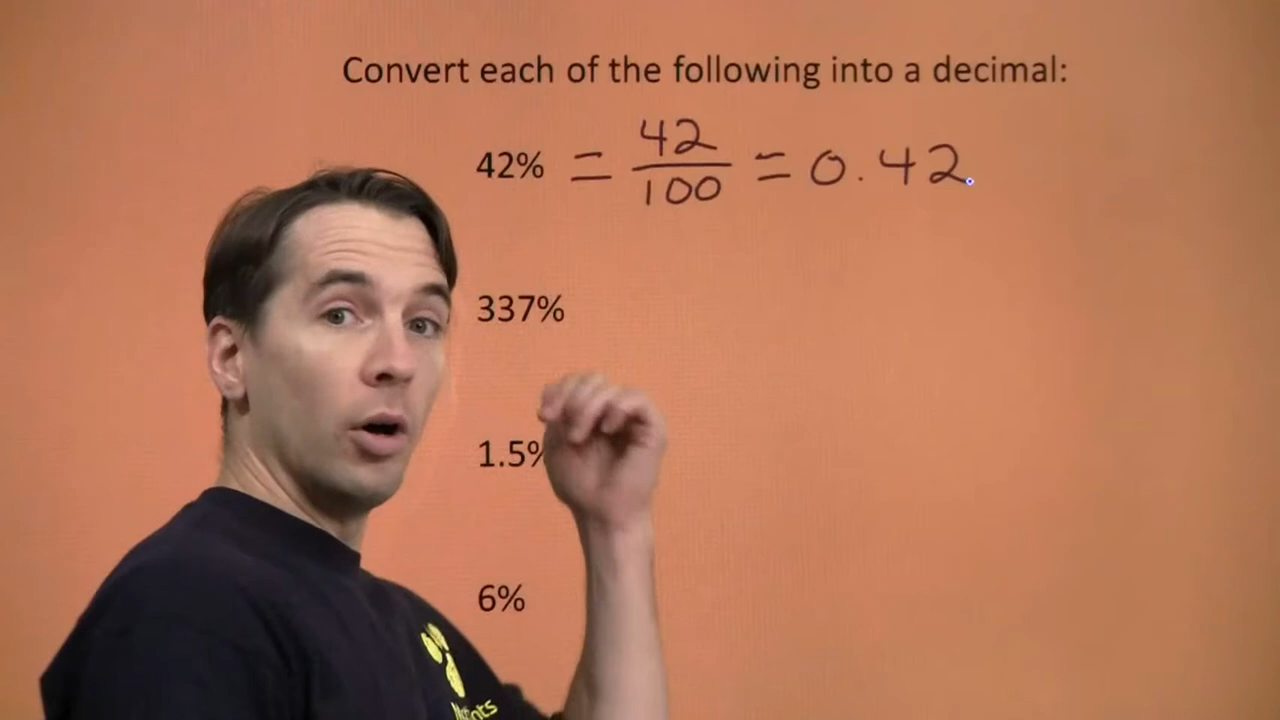 Convert each of the following into a decimal:
42% = 42/100 = 0.42
337%
1.5%
6%